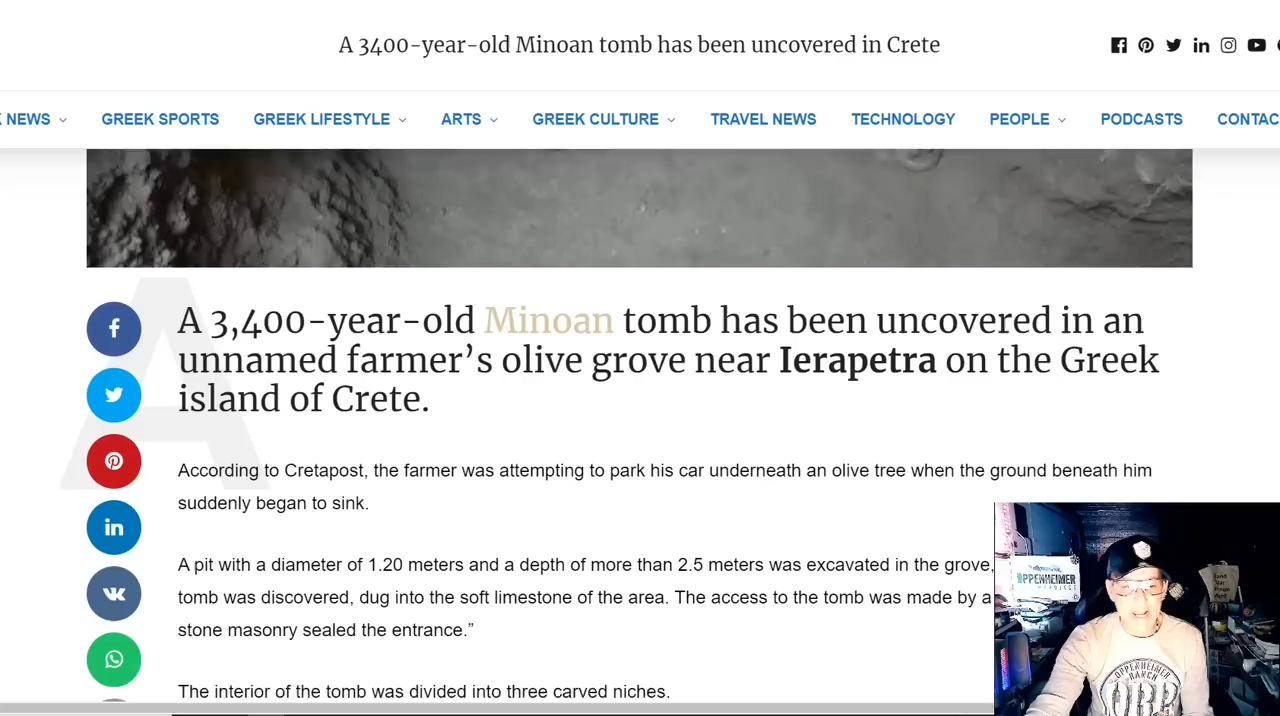 A 3400-year-old Minoan tomb has been uncovered in Crete
NEWS
GREEK SPORTS
GREEK LIFESTYLE
ARTS
GREEK CULTURE
TRAVEL NEWS
TECHNOLOGY
PEOPLE
PODCASTS
CONTAC
A 3,400-year-old Minoan tomb has been uncovered in an
unnamed farmer’s olive grove near Ierapetra on the Greek
island of Crete.
According to Cretapost, the farmer was attempting to park his car underneath an olive tree when the ground beneath him
suddenly began to sink.
A pit with a diameter of 1.20 meters and a depth of more than 2.5 meters was excavated in the grove,
tomb was discovered, dug into the soft limestone of the area. The access to the tomb was made by a
stone masonry sealed the entrance.”
The interior of the tomb was divided into three carved niches.
A
OPPENHEIMER
OPPENHEIMER
RANCH